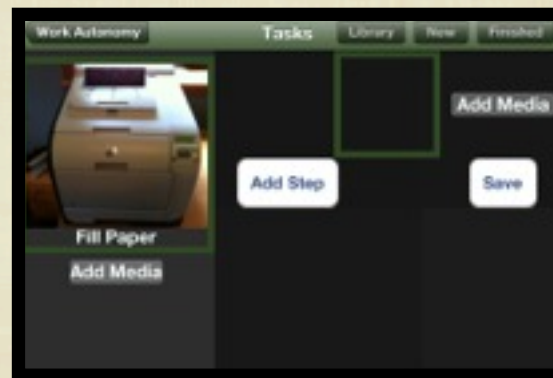 Work Autonomy
Tasks
Library
New
Finished
Add Media
Add Step
Save
Fill Paper
Add Media